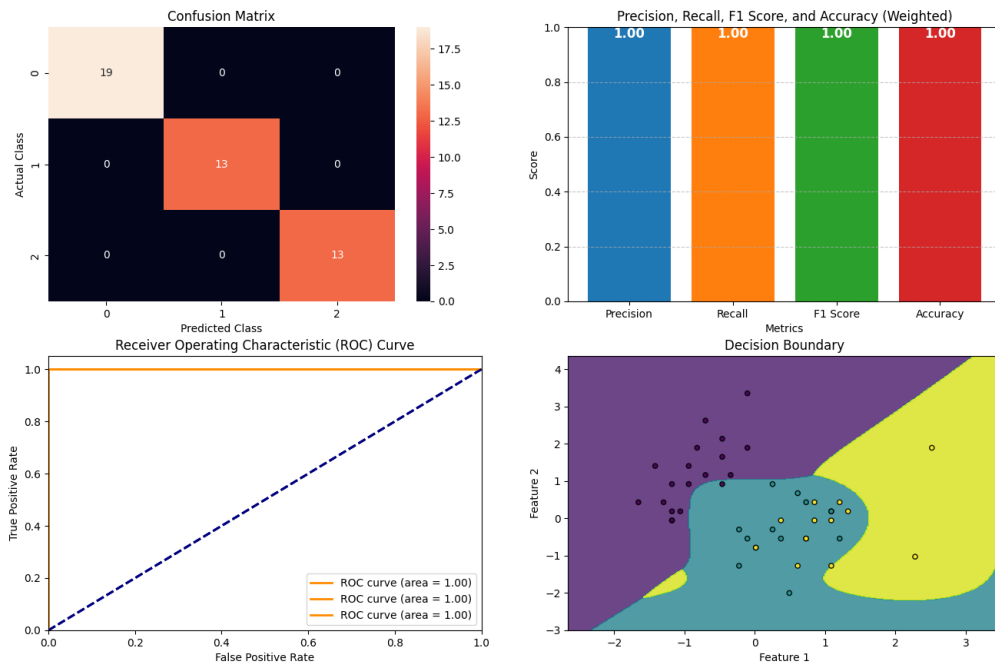 Confusion Matrix
19 0 0
0 13 0
0 0 13
0
1
2
Actual Class
0 1 2
Predicted Class
17.5
15.0
12.5
10.0
7.5
5.0
2.5
0.0
Precision, Recall, F1 Score, and Accuracy (Weighted)
1.00 1.00 1.00 1.00
1.0
0.8
0.6
0.4
0.2
0.0
Score
Precision Recall F1 Score Accuracy
Metrics
Receiver Operating Characteristic (ROC) Curve
1.0
0.8
0.6
0.4
0.2
0.0
True Positive Rate
ROC curve (area = 1.00)
ROC curve (area = 1.00)
ROC curve (area = 1.00)
0.0 0.2 0.4 0.6 0.8 1.0
False Positive Rate
Decision Boundary
4
3
2
1
0
−1
−2
−3
Feature 2
−2 −1 0 1 2 3
Feature 1